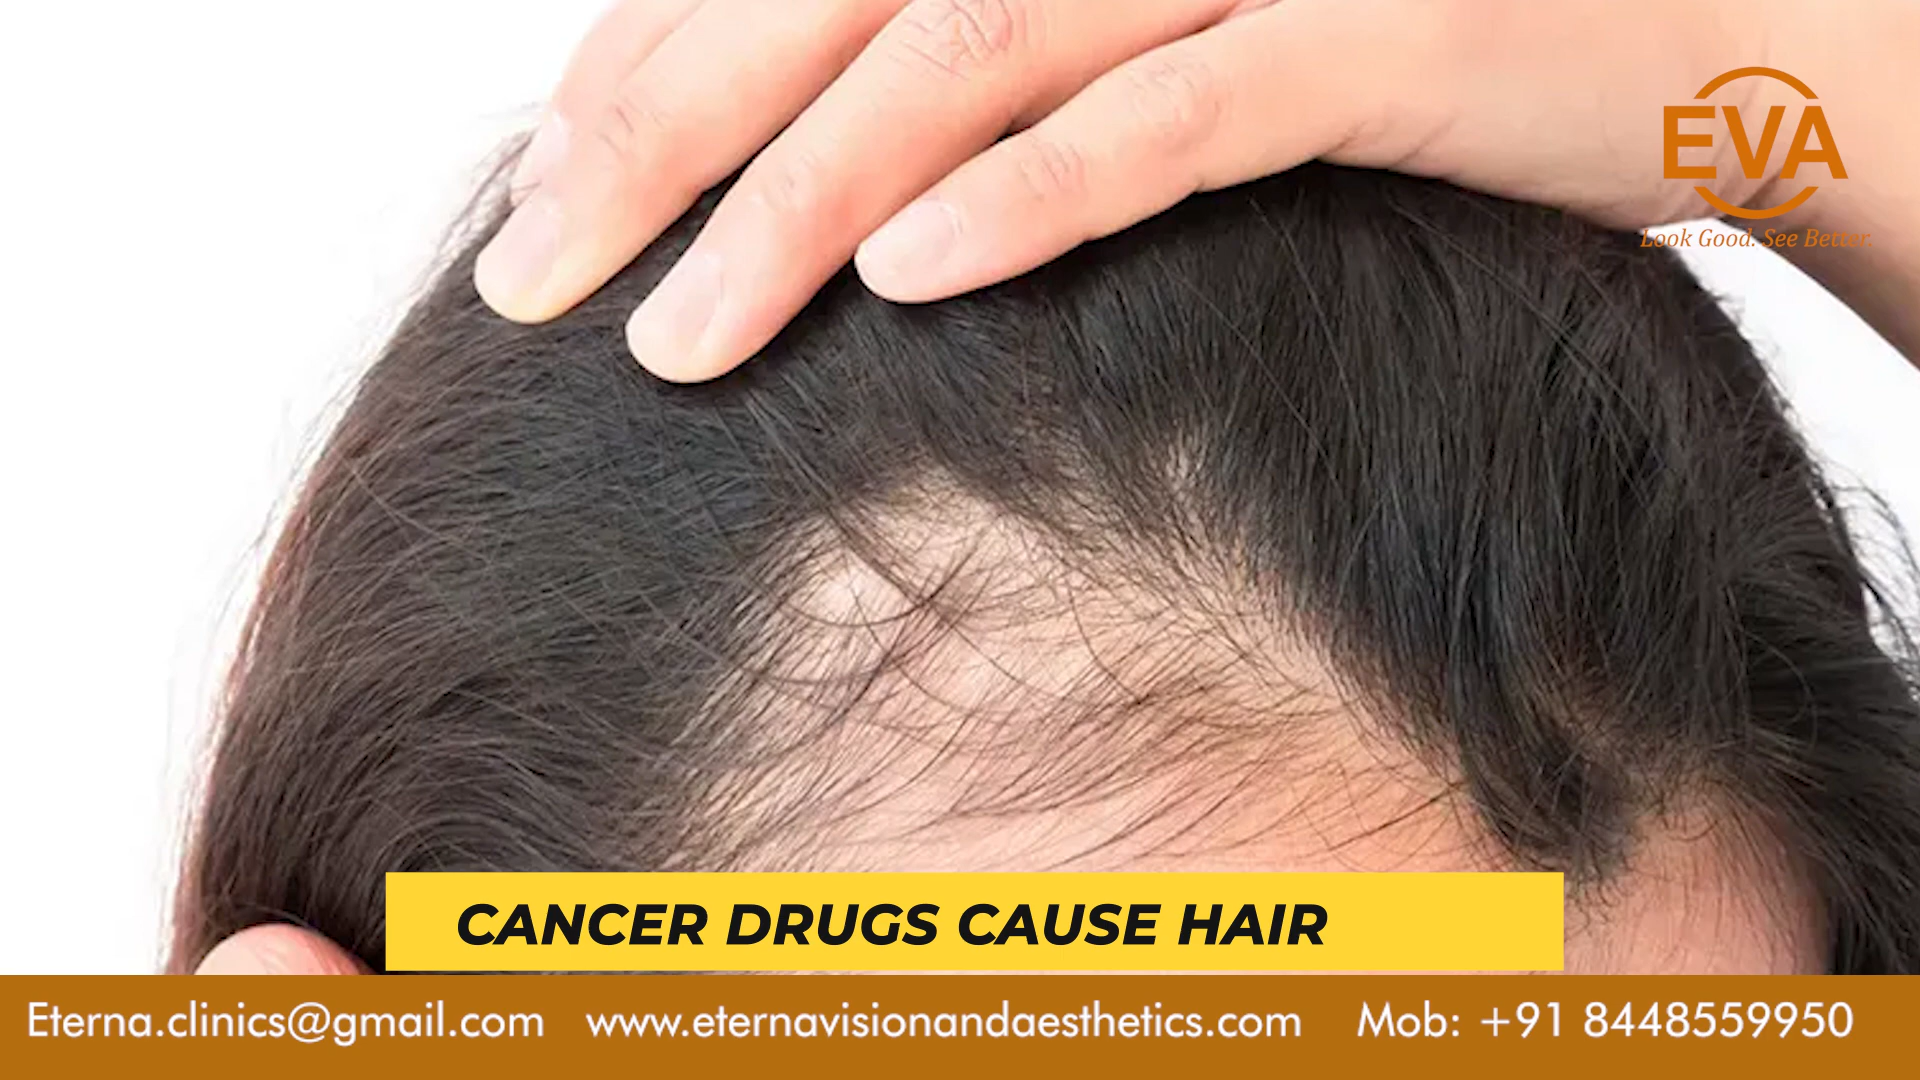 EVA
Look Good. See Better.
CANCER DRUGS CAUSE HAIR
Eterna.clinics@gmail.com www.eternavisionandaesthetics.com Mob: +91 8448559950